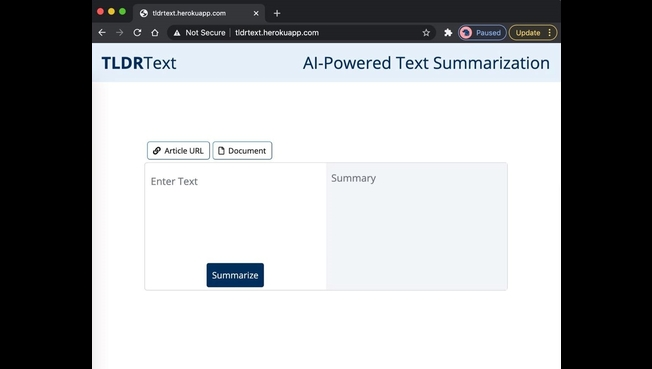 tldrtext.herokuapp.com
Not Secure tldrtext.herokuapp.com Paused Update
TLDRText AI-Powered Text Summarization
Article URL Document
Enter Text Summary
Summarize